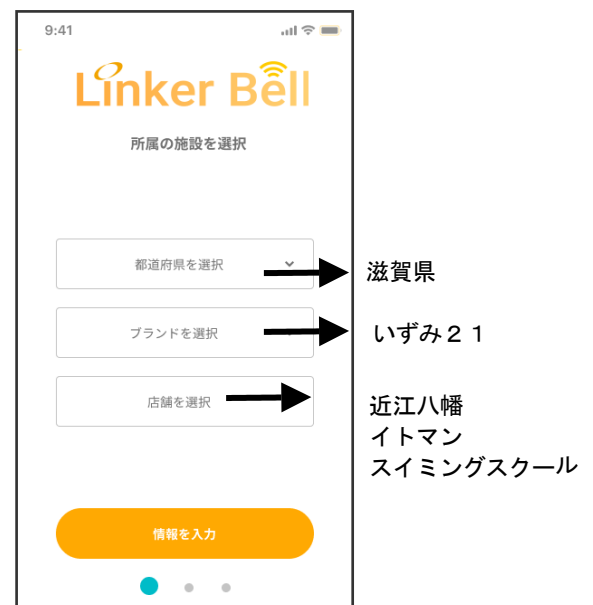 9:41
Linker Bell
所属の施設を選択
都道府県を選択
滋賀県
ブランドを選択
いずみ２１
店舗を選択
近江八幡
イトマン
スイミングスクール
情報を入力